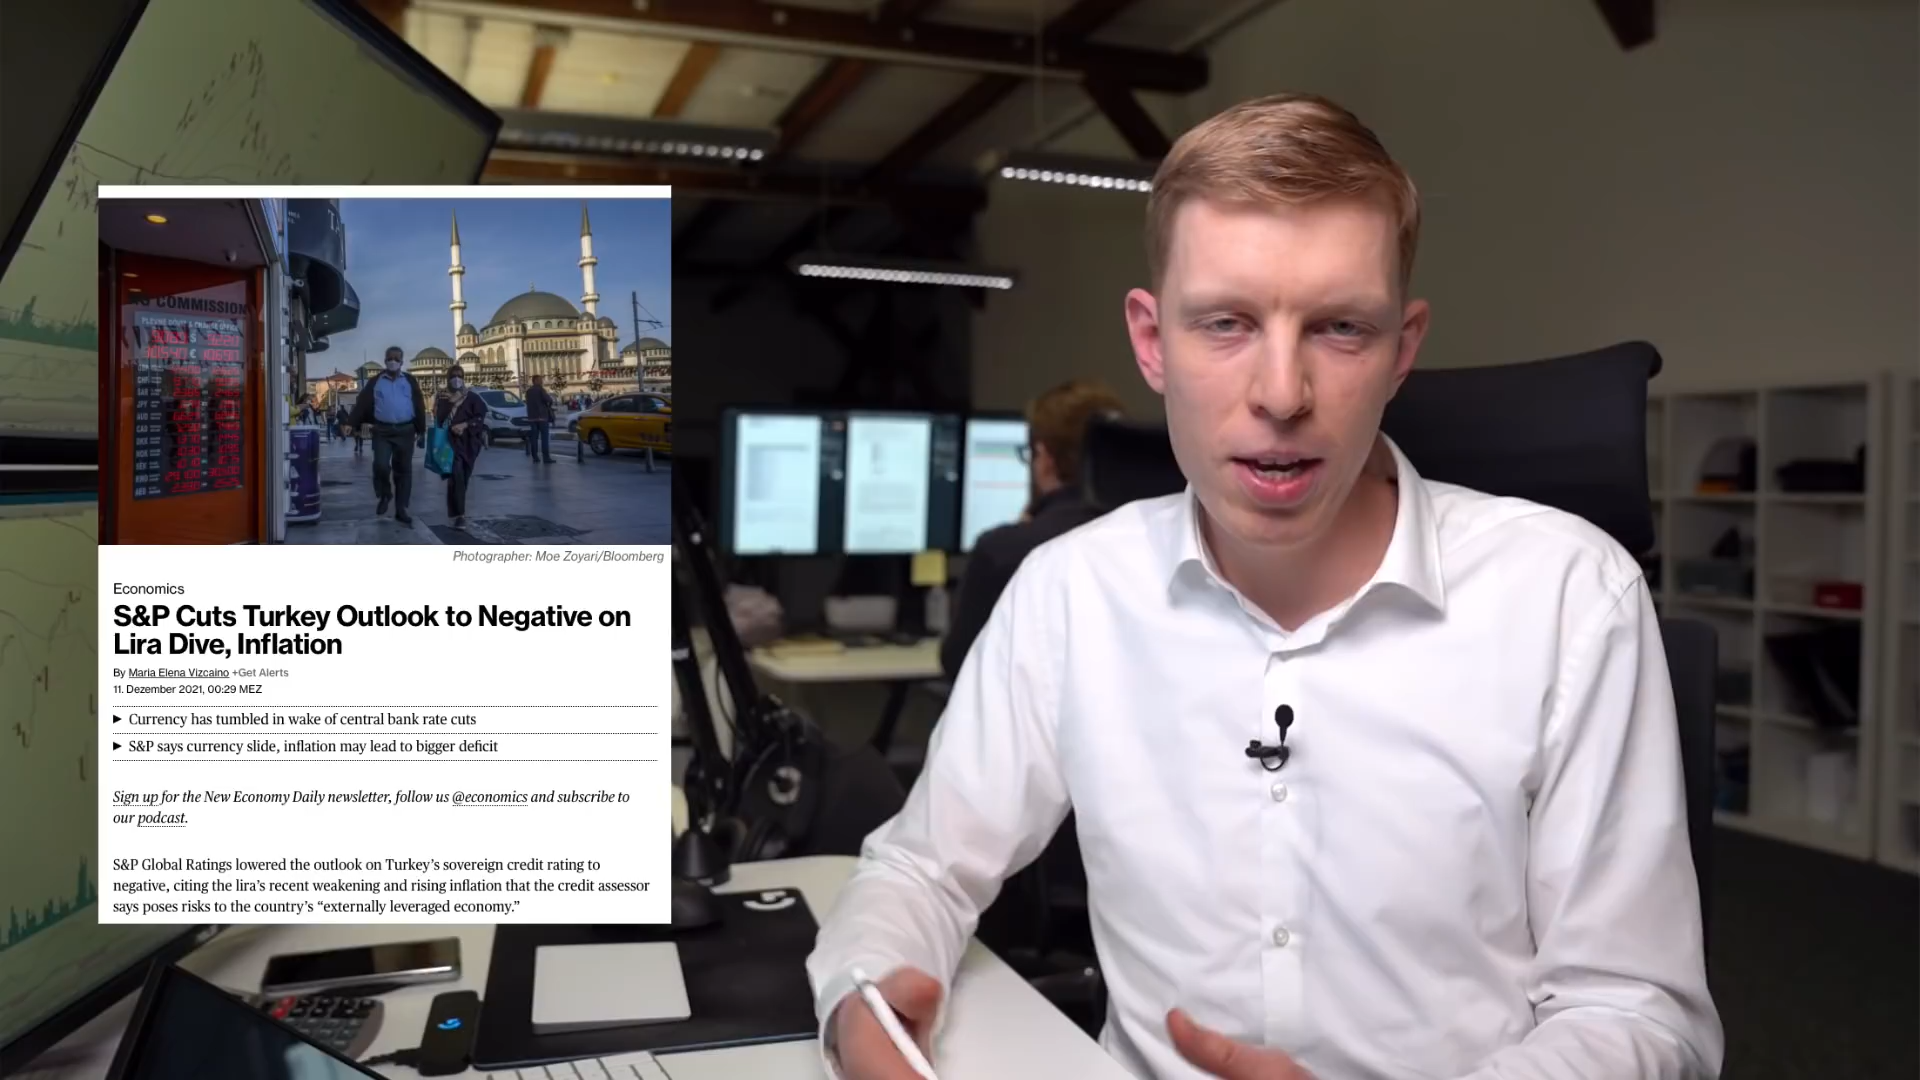 COMMISSION
Photographer: Moe Zoyari/Bloomberg
Economics
S&P Cuts Turkey Outlook to Negative on
Lira Dive, Inflation
By Maria Elena Vizcaino +Get Alerts
11. Dezember 2021, 00:29 MEZ
▶ Currency has tumbled in wake of central bank rate cuts
▶ S&P says currency slide, inflation may lead to bigger deficit
Sign up for the New Economy Daily newsletter, follow us @economics and subscribe to
our podcast.
S&P Global Ratings lowered the outlook on Turkey’s sovereign credit rating to
negative, citing the lira’s recent weakening and rising inflation that the credit assessor
says poses risks to the country’s “externally leveraged economy.”